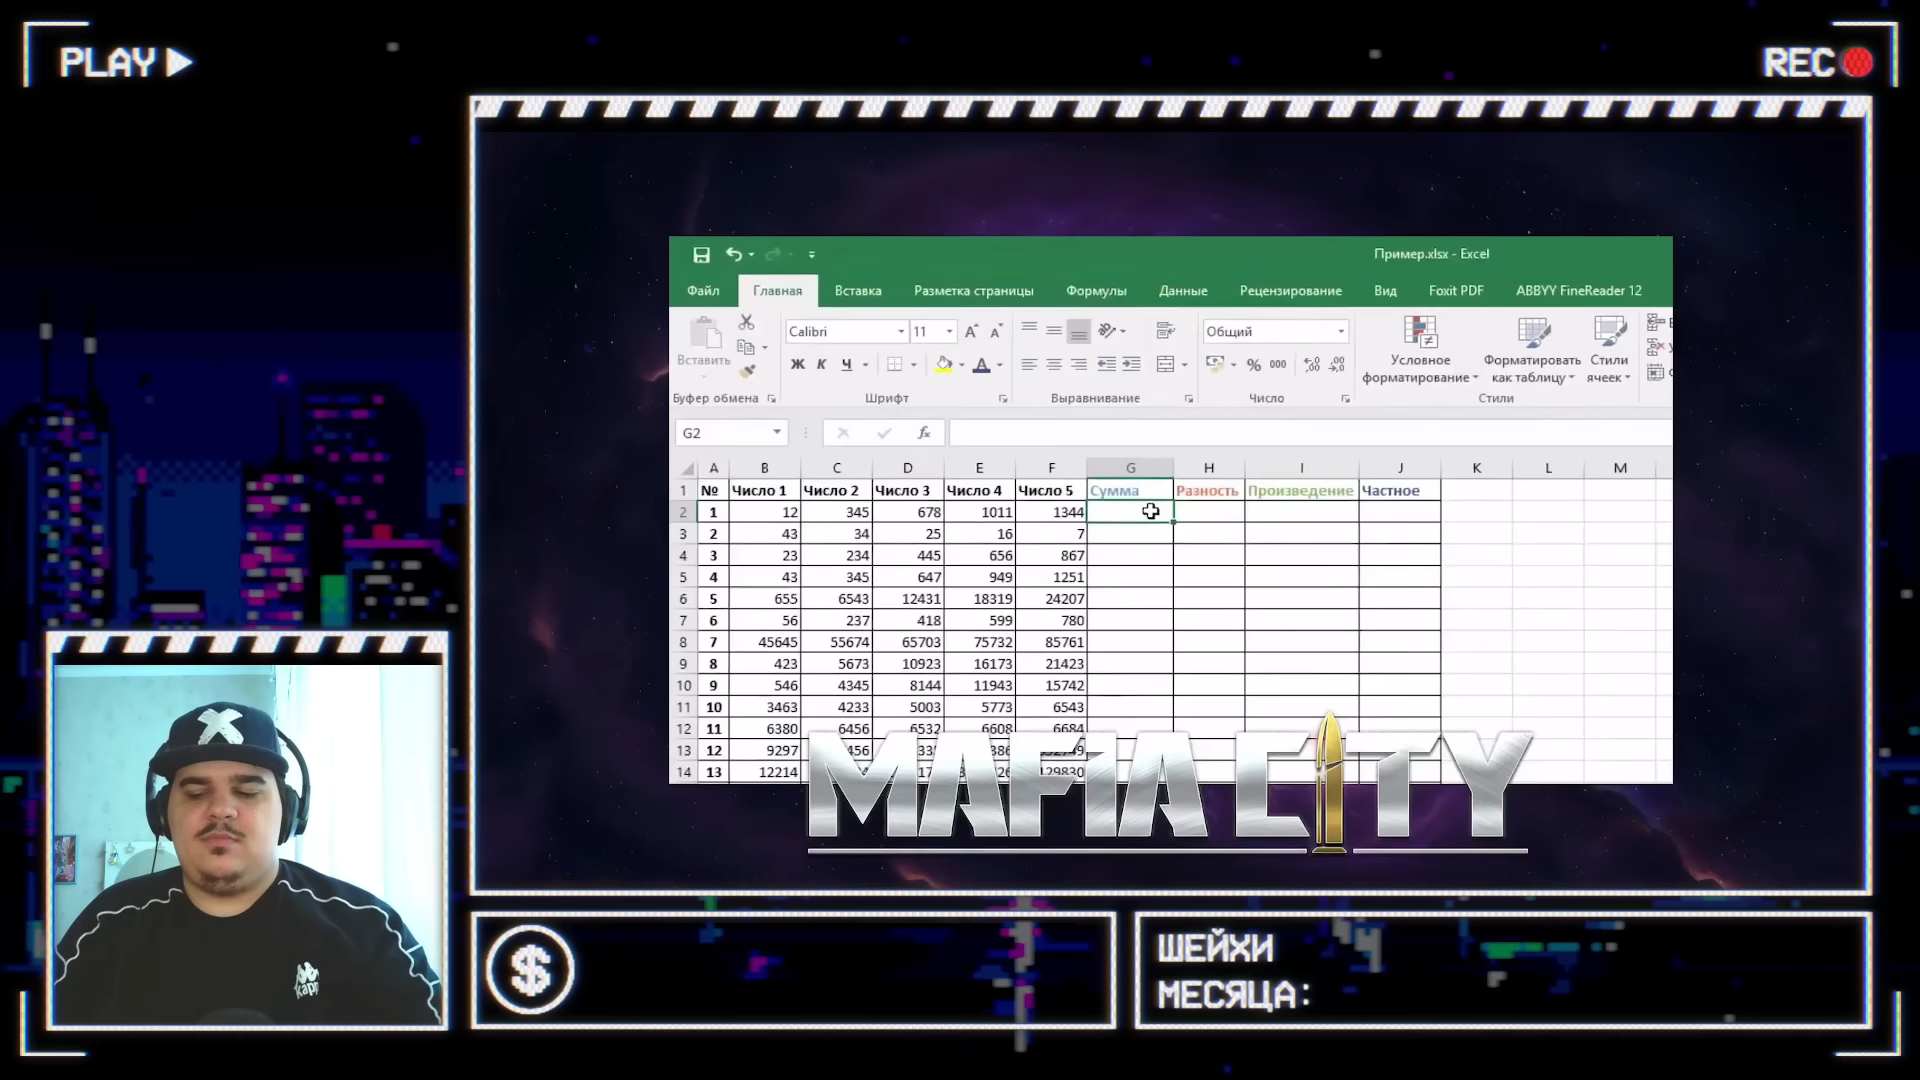 PLAY
REC
Пример.xlsx - Excel
Файл Главная Вставка Разметка страницы Формулы Данные Рецензирование Вид Foxit PDF ABBYY FineReader 12
Calibri 11 Общий
Вставить Ж К Ч % 000 Условное форматирование Форматировать как таблицу Стили ячеек
Буфер обмена Шрифт Выравнивание Число Стили
G2 fx
A B C D E F G H I J K L M
1 № Число 1 Число 2 Число 3 Число 4 Число 5 Сумма Разность Произведение Частное
2 1 12 345 678 1011 1344
3 2 43 34 25 16 7
4 3 23 234 445 656 867
5 4 43 345 647 949 1251
6 5 655 6543 12431 18319 24207
7 6 56 237 418 599 780
8 7 45645 55674 65703 75732 85761
9 8 423 5673 10923 16173 21423
10 9 546 4345 8144 11943 15742
11 10 3463 4233 5003 5773 6543
12 11 6380 6456 6532 6608 6684
13 12 9297
14 13 12214 129830
MAFIA CITY
X
Kappa
$
ШЕЙХИ
МЕСЯЦА: